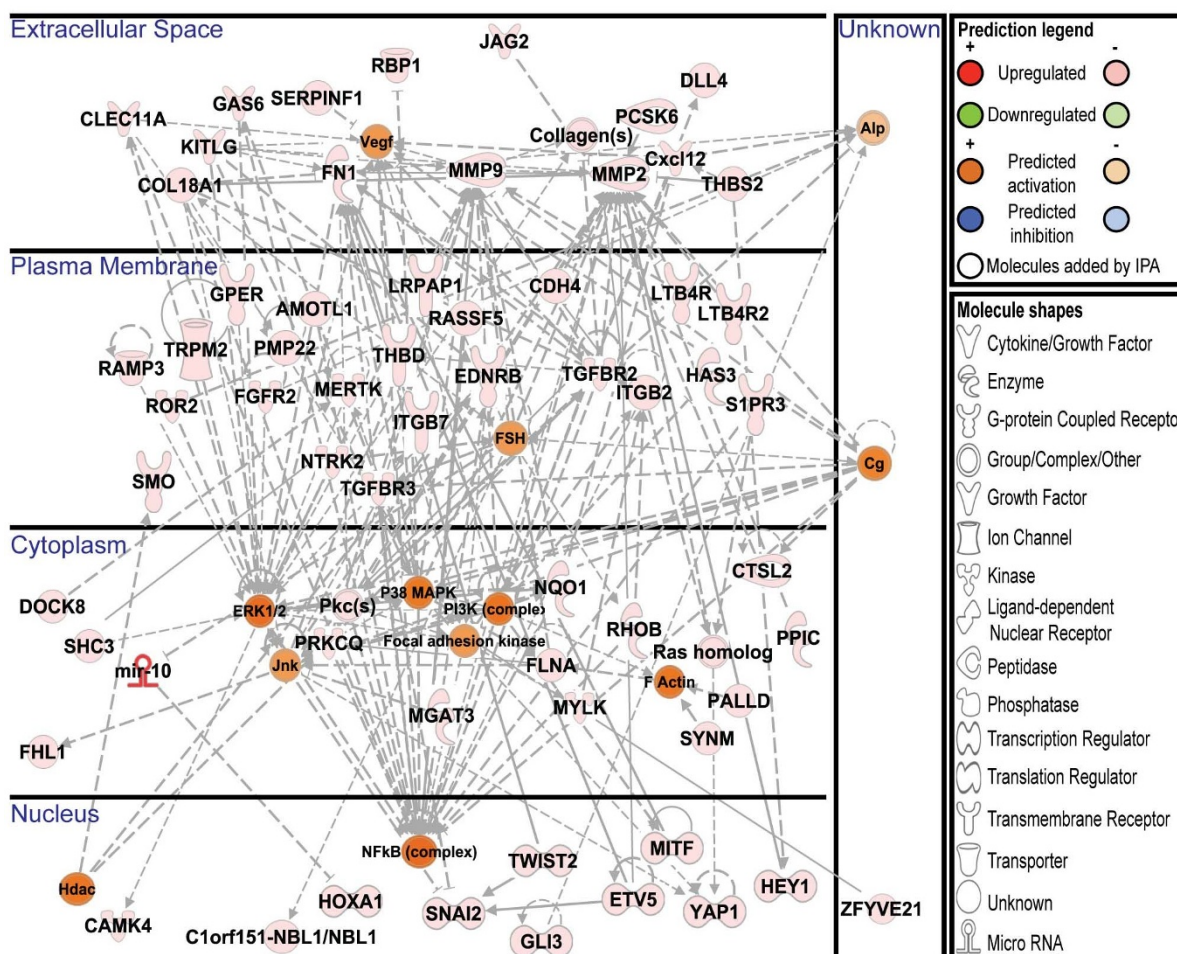 Extracellular Space
Unknown
JAG2
RBP1
DLL4
GAS6
SERPINF1
PCSK6
CLEC11A
Collagen(s)
Alp
Vegf
KITLG
Cxcl12
FN1
MMP9
MMP2
COL18A1
THBS2
Plasma Membrane
LRPAP1
CDH4
LTB4R
GPER
AMOTL1
RASSF5
LTB4R2
TRPM2
PMP22
THBD
RAMP3
EDNRB
TGFBR2
HAS3
MERTK
ITGB2
FGFR2
S1PR3
ROR2
ITGB7
FSH
NTRK2
Cg
SMO
TGFBR3
Cytoplasm
CTSL2
NQO1
P38 MAPK
DOCK8
ERK1/2
Pkc(s)
PI3K (complex
RHOB
PPIC
SHC3
PRKCQ
Focal adhesion kinase
Ras homolog
mir-10
Jnk
FLNA
F Actin
PALLD
MGAT3
MYLK
SYNM
FHL1
Nucleus
NFkB (complex)
TWIST2
MITF
Hdac
HOXA1
HEY1
SNAI2
ETV5
YAP1
ZFYVE21
CAMK4
C1orf151-NBL1/NBL1
GLI3
Prediction legend
+ -
Upregulated
Downregulated
+ -
Predicted
activation
Predicted
inhibition
Molecules added by IPA
Molecule shapes
Cytokine/Growth Factor
Enzyme
G-protein Coupled Recepto
Group/Complex/Other
Growth Factor
Ion Channel
Kinase
Ligand-dependent
Nuclear Receptor
Peptidase
Phosphatase
Transcription Regulator
Translation Regulator
Transmembrane Receptor
Transporter
Unknown
Micro RNA